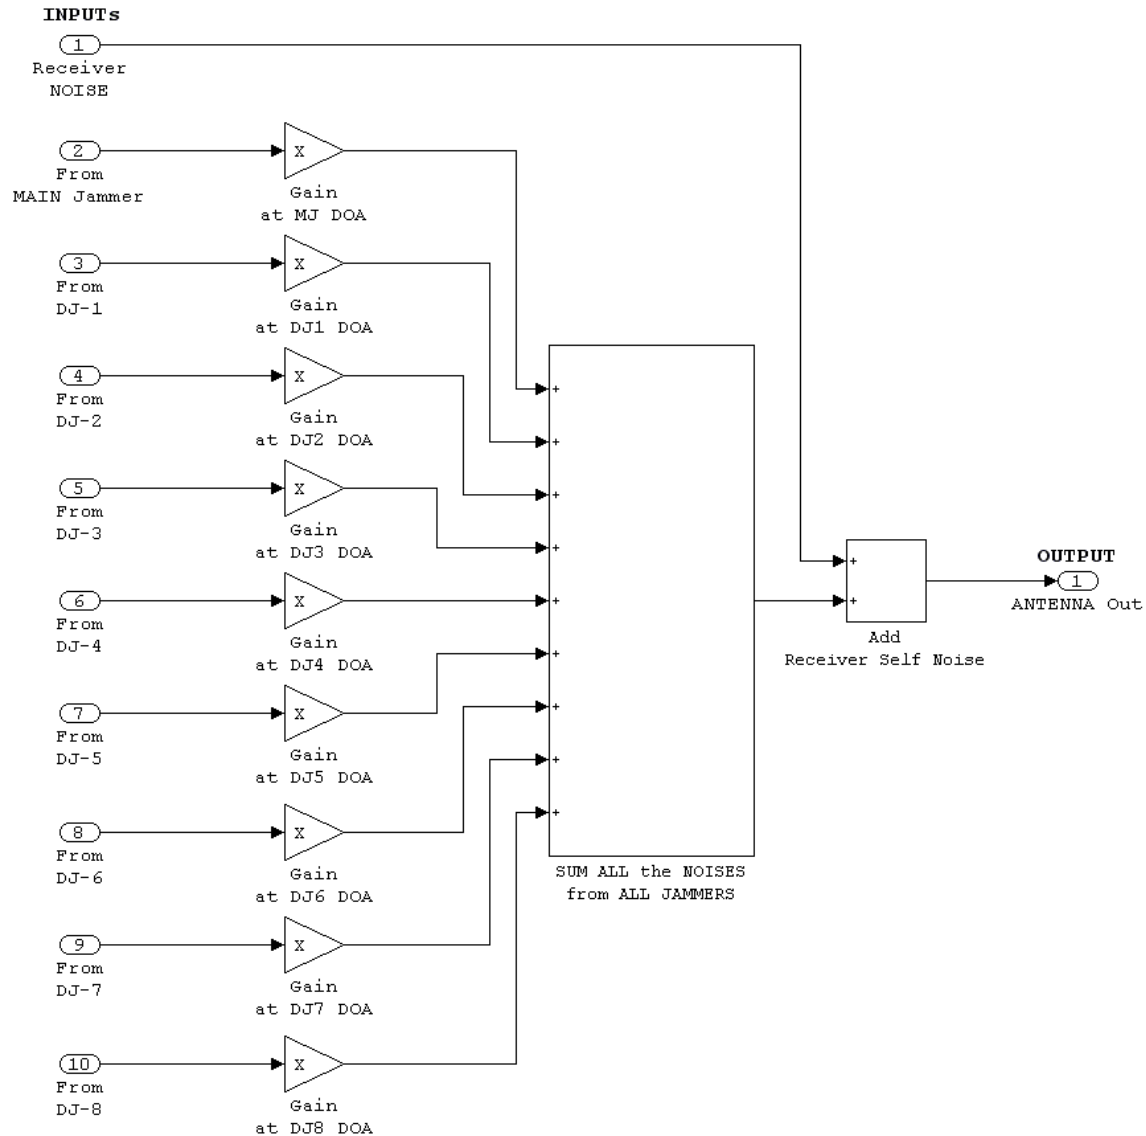 INPUTs
1
Receiver
NOISE
2
From
MAIN Jammer
X
Gain
at MJ DOA
3
From
DJ-1
X
Gain
at DJ1 DOA
4
From
DJ-2
X
Gain
at DJ2 DOA
5
From
DJ-3
X
Gain
at DJ3 DOA
6
From
DJ-4
X
Gain
at DJ4 DOA
7
From
DJ-5
X
Gain
at DJ5 DOA
8
From
DJ-6
X
Gain
at DJ6 DOA
9
From
DJ-7
X
Gain
at DJ7 DOA
10
From
DJ-8
X
Gain
at DJ8 DOA
+
+
+
+
+
+
+
+
+
SUM ALL the NOISES
from ALL JAMMERS
+
+
Add
Receiver Self Noise
OUTPUT
1
ANTENNA Out